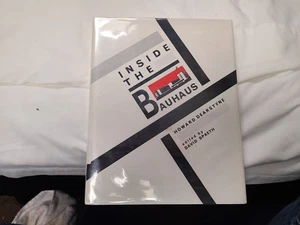 INSIDE
THE
BAUHAUS
HOWARD DEARSTYNE
edited by
DAVID SPAETH